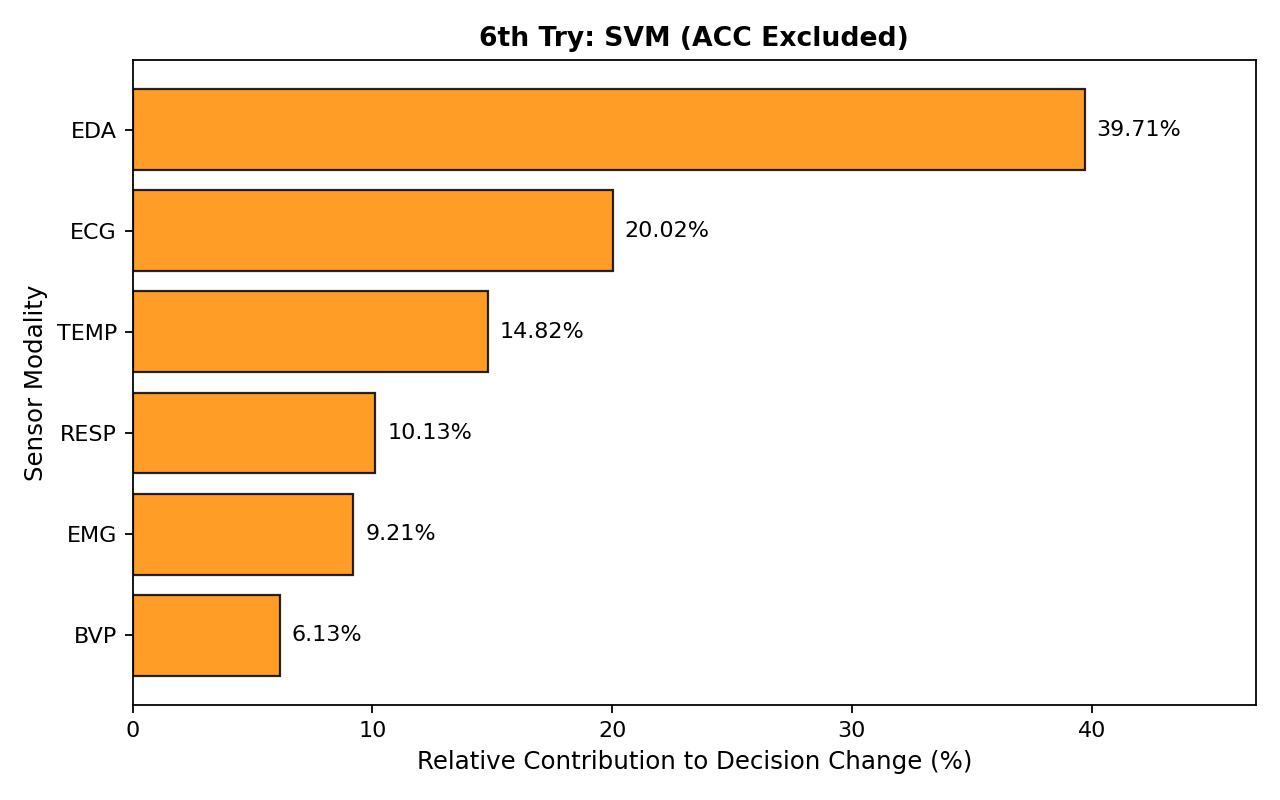 6th Try: SVM (ACC Excluded)
Sensor Modality
EDA 39.71%
ECG 20.02%
TEMP 14.82%
RESP 10.13%
EMG 9.21%
BVP 6.13%
0 10 20 30 40
Relative Contribution to Decision Change (%)